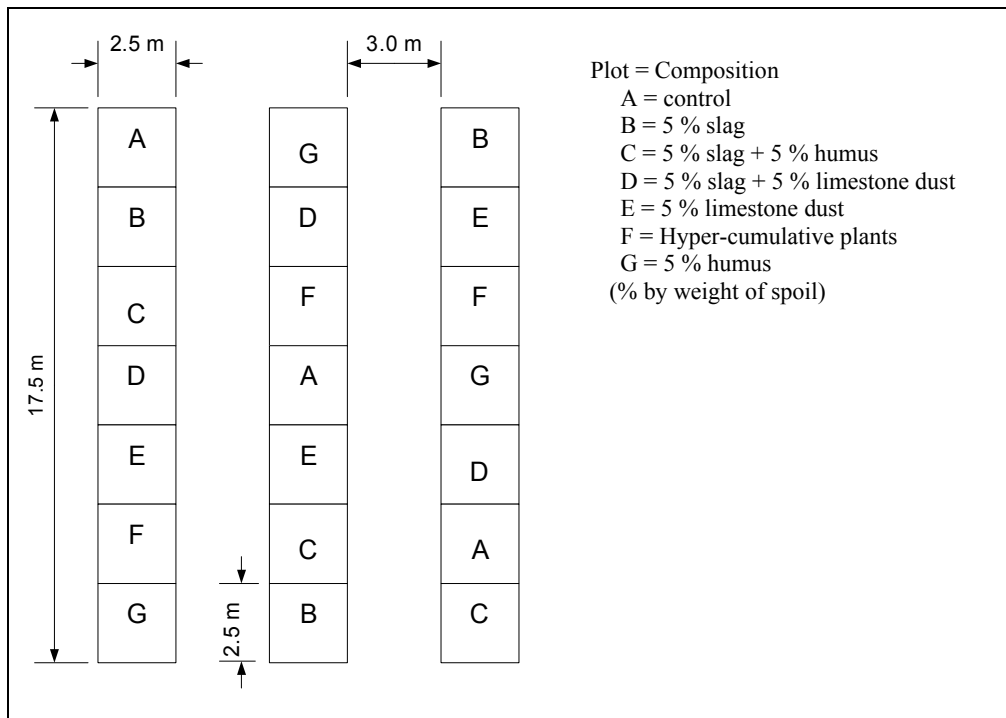 2.5 m
3.0 m
17.5 m
A
B
C
D
E
F
G
G
D
F
A
E
C
B
2.5 m
B
E
F
G
D
A
C
Plot = Composition
A = control
B = 5 % slag
C = 5 % slag + 5 % humus
D = 5 % slag + 5 % limestone dust
E = 5 % limestone dust
F = Hyper-cumulative plants
G = 5 % humus
(% by weight of spoil)